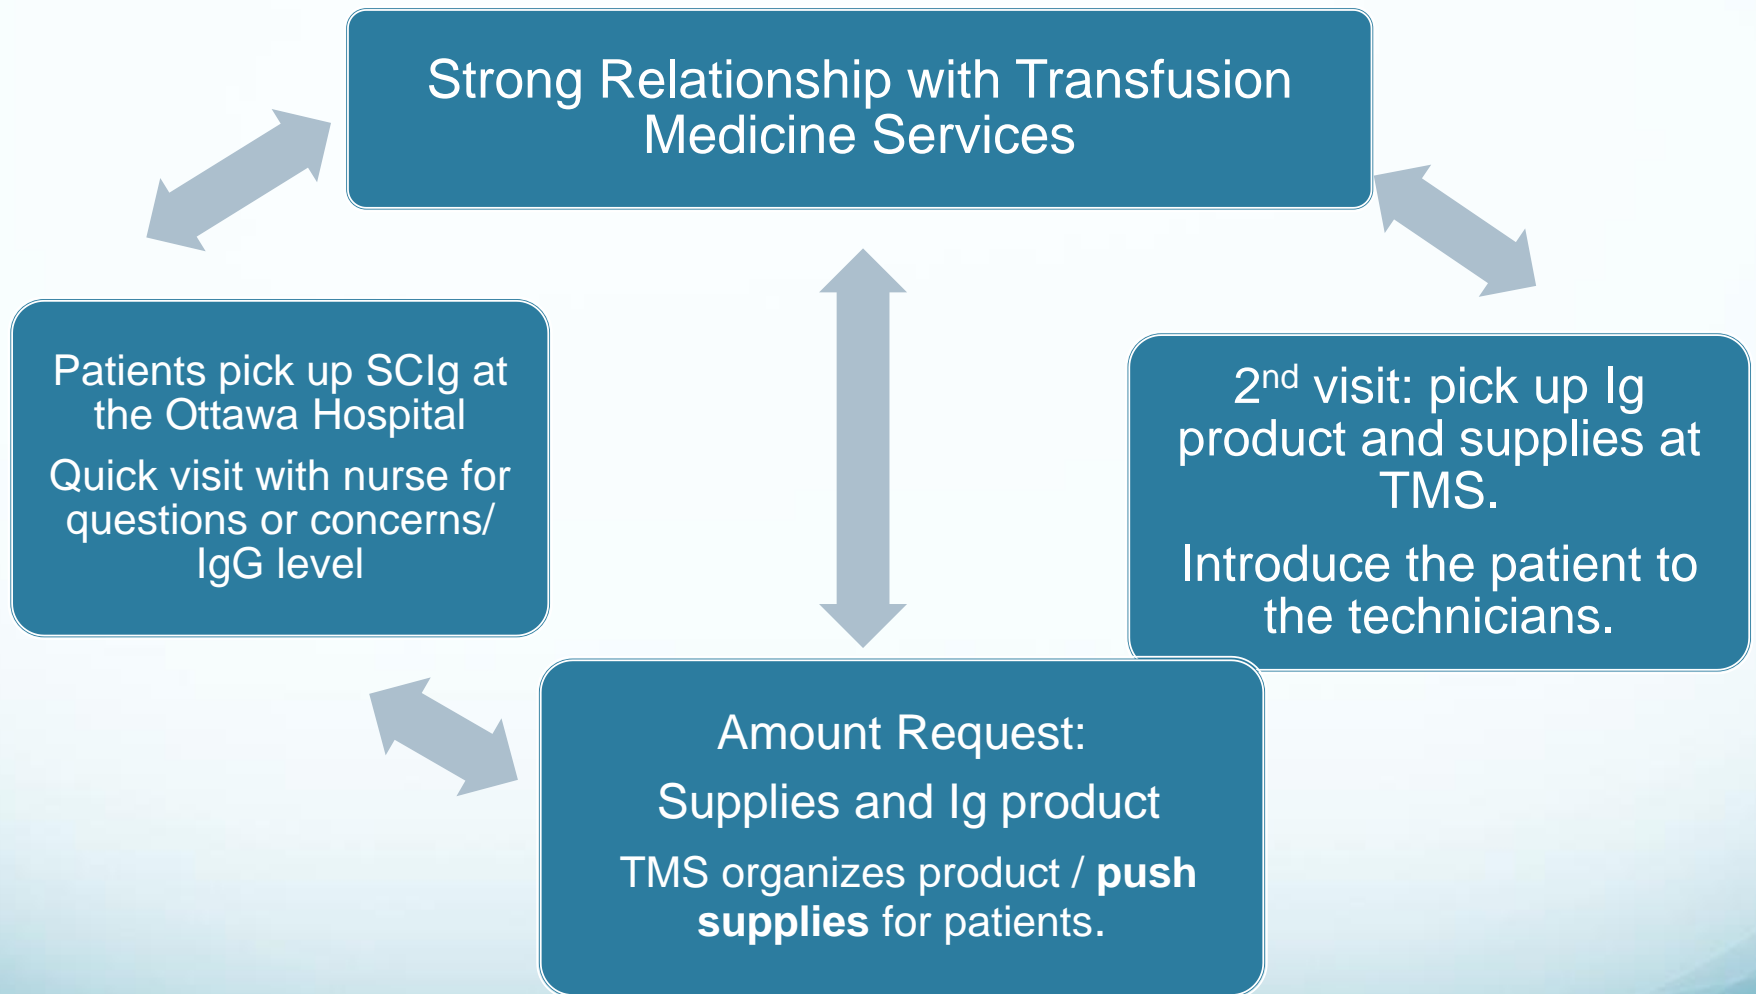 Strong Relationship with Transfusion
Medicine Services
Patients pick up SCIg at
the Ottawa Hospital
Quick visit with nurse for
questions or concerns/
IgG level
2nd visit: pick up Ig
product and supplies at
TMS.
Introduce the patient to
the technicians.
Amount Request:
Supplies and Ig product
TMS organizes product / push
supplies for patients.